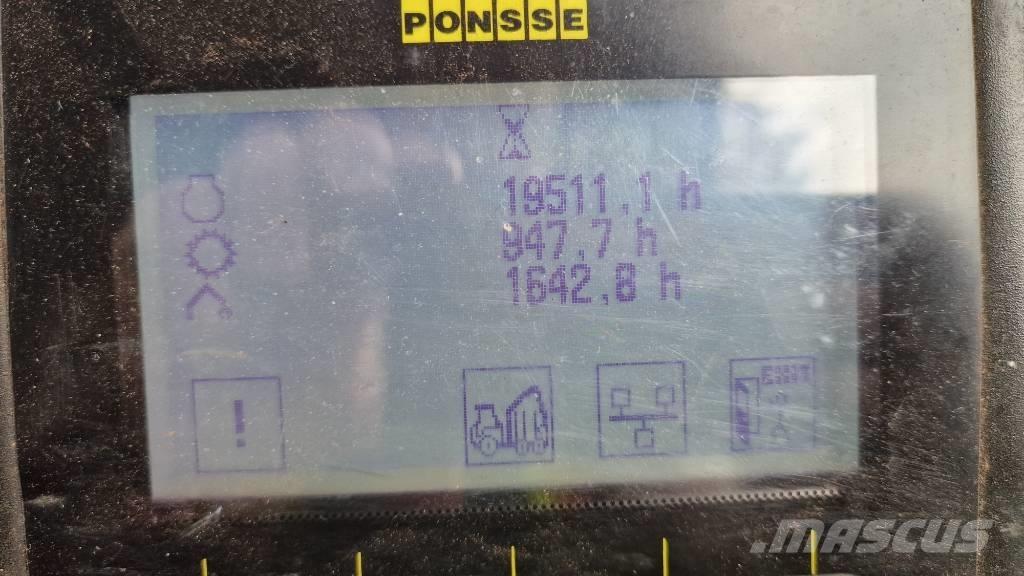 PONSSE
19511.1 h
947.7 h
1642.8 h
!
EXIT
MASCUS